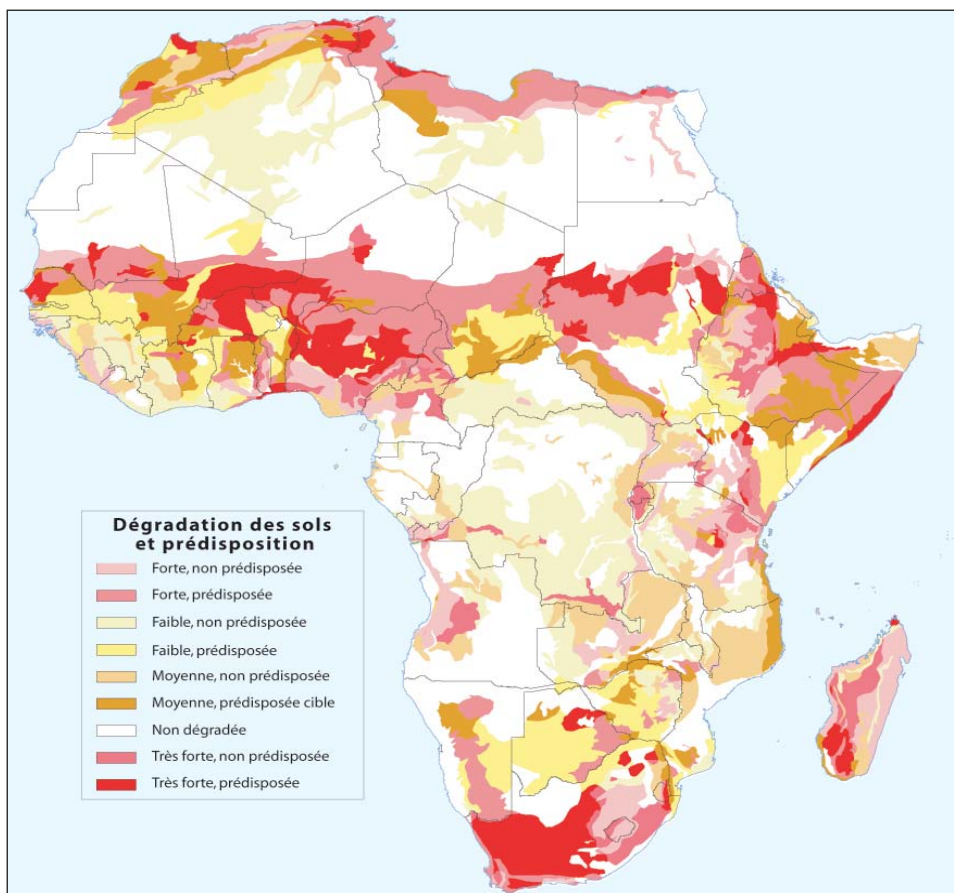 Dégradation des sols
et prédisposition
Forte, non prédisposée
Forte, prédisposée
Faible, non prédisposée
Faible, prédisposée
Moyenne, non prédisposée
Moyenne, prédisposée cible
Non dégradée
Très forte, non prédisposée
Très forte, prédisposée